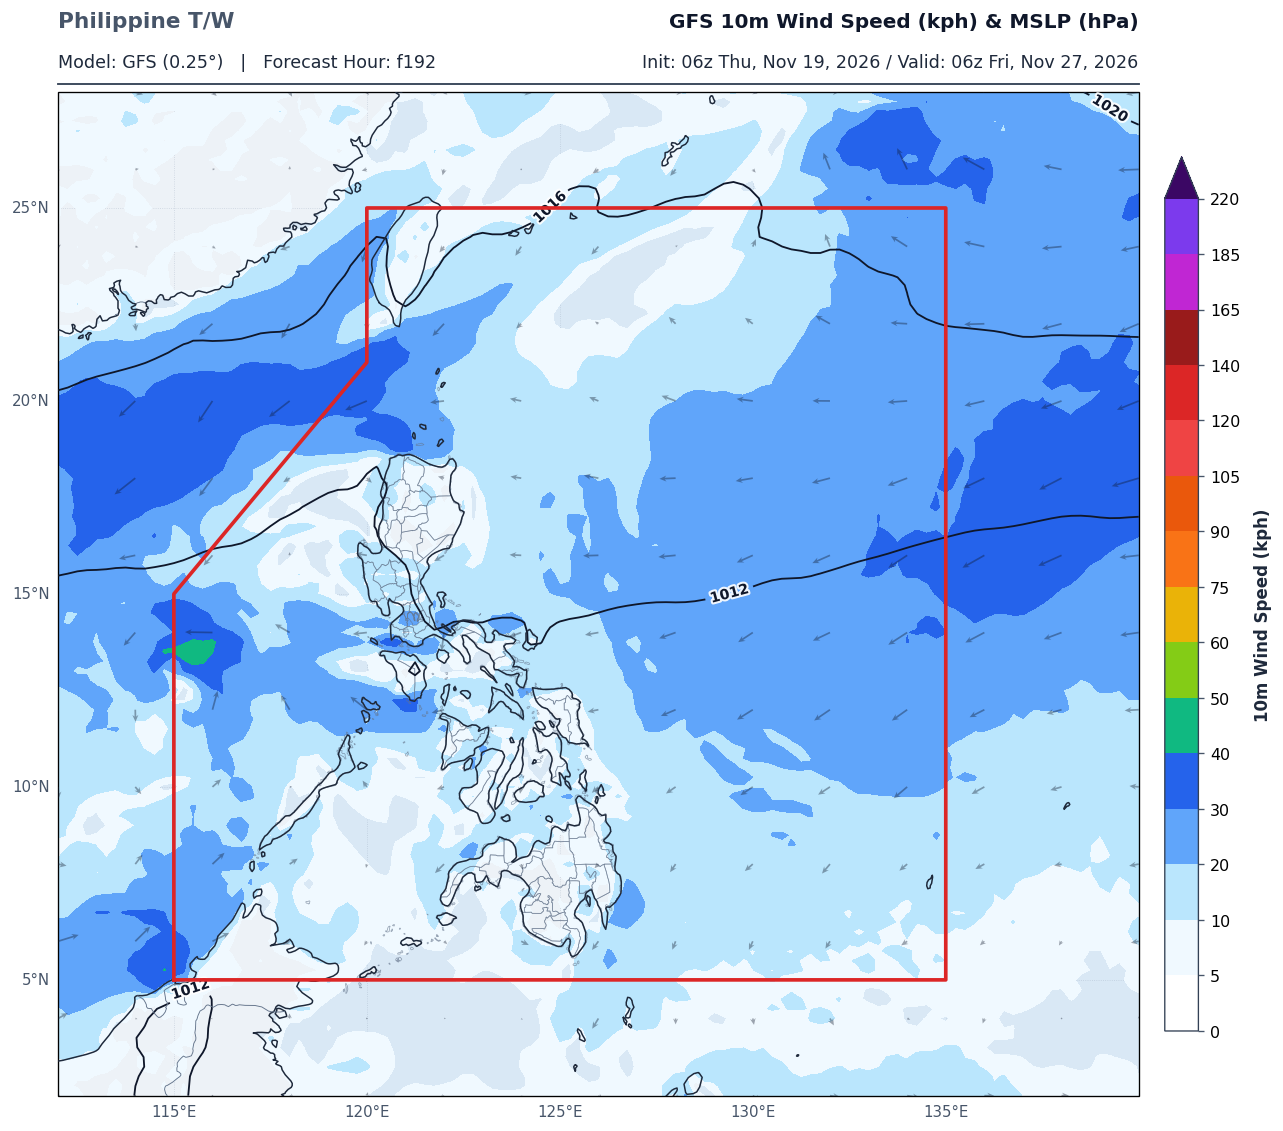 Philippine T/W
GFS 10m Wind Speed (kph) & MSLP (hPa)
Model: GFS (0.25°)   |   Forecast Hour: f192
Init: 06z Thu, Nov 19, 2026 / Valid: 06z Fri, Nov 27, 2026
1020
1016
1012
1012
25°N
20°N
15°N
10°N
5°N
115°E
120°E
125°E
130°E
135°E
220
185
165
140
120
105
90
75
60
50
40
30
20
10
5
0
10m Wind Speed (kph)